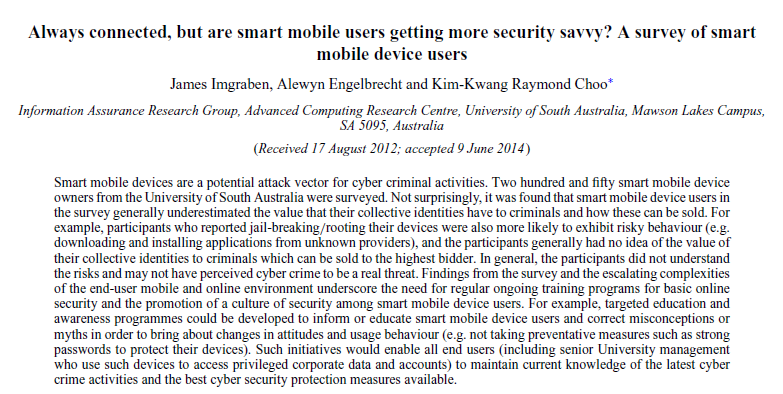 Always connected, but are smart mobile users getting more security savvy? A survey of smart
mobile device users
James Imgraben, Alewyn Engelbrecht and Kim-Kwang Raymond Choo*
Information Assurance Research Group, Advanced Computing Research Centre, University of South Australia, Mawson Lakes Campus,
SA 5095, Australia
(Received 17 August 2012; accepted 9 June 2014)
Smart mobile devices are a potential attack vector for cyber criminal activities. Two hundred and fifty smart mobile device
owners from the University of South Australia were surveyed. Not surprisingly, it was found that smart mobile device users in
the survey generally underestimated the value that their collective identities have to criminals and how these can be sold. For
example, participants who reported jail-breaking/rooting their devices were also more likely to exhibit risky behaviour (e.g.
downloading and installing applications from unknown providers), and the participants generally had no idea of the value of
their collective identities to criminals which can be sold to the highest bidder. In general, the participants did not understand
the risks and may not have perceived cyber crime to be a real threat. Findings from the survey and the escalating complexities
of the end-user mobile and online environment underscore the need for regular ongoing training programs for basic online
security and the promotion of a culture of security among smart mobile device users. For example, targeted education and
awareness programmes could be developed to inform or educate smart mobile device users and correct misconceptions or
myths in order to bring about changes in attitudes and usage behaviour (e.g. not taking preventative measures such as strong
passwords to protect their devices). Such initiatives would enable all end users (including senior University management
who use such devices to access privileged corporate data and accounts) to maintain current knowledge of the latest cyber
crime activities and the best cyber security protection measures available.